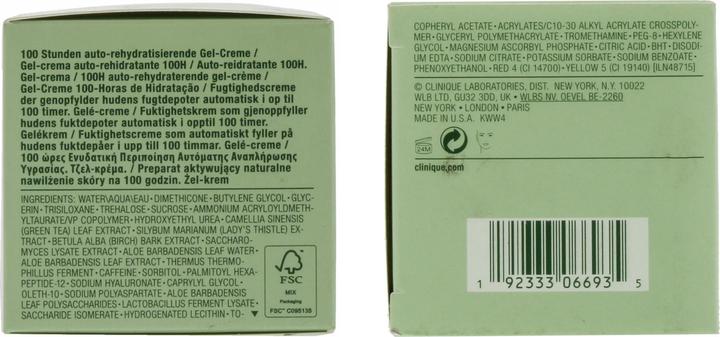 100 Stunden auto-rehydratisierende Gel-Creme /
Gel-crema auto-rehidratante 100H / Auto-reidratante 100H.
Gel-crema / 100H auto-rehydraterende gel-crème /
Gel-Creme 100-Horas de Hidratação / Fugtighedscreme
der genopfylder hudens fugtdepoter automatisk i op til
100 timer. Gelé-creme / Fuktighetskrem som gjenoppfyller
hudens fuktdepoter automatisk i opptil 100 timer.
Gelékrem / Fuktighetscreme som automatiskt fyller på
hudens fuktdepåer i upp till 100 timmar. Gelé-creme /
100 ώρες Ενυδατική Περιποίηση Αυτόματης Αναπλήρωσης
Υγρασίας. Τζελ-κρέμα. / Preparat aktywujący naturalne
nawilżenie skóry na 100 godzin. Żel-krem
INGREDIENTS: WATER\AQUA\EAU • DIMETHICONE • BUTYLENE GLYCOL • GLYC-
ERIN • TRISILOXANE • TREHALOSE • SUCROSE • AMMONIUM ACRYLOYLDIMETH-
YLTAURATE/VP COPOLYMER • HYDROXYETHYL UREA • CAMELLIA SINENSIS
(GREEN TEA) LEAF EXTRACT • SILYBUM MARIANUM (LADY'S THISTLE) EX-
TRACT • BETULA ALBA (BIRCH) BARK EXTRACT • SACCHARO-
MYCES LYSATE EXTRACT • ALOE BARBADENSIS LEAF WATER •
ALOE BARBADENSIS LEAF EXTRACT • THERMUS THERMO-
PHILLUS FERMENT • CAFFEINE • SORBITOL • PALMITOYL HEXA-
PEPTIDE-12 • SODIUM HYALURONATE • CAPRYLYL GLYCOL •
OLETH-10 • SODIUM POLYASPARTATE • ALOE BARBADENSIS
LEAF POLYSACCHARIDES • LACTOBACILLUS FERMENT LYSATE •
SACCHARIDE ISOMERATE • HYDROGENATED LECITHIN • TO-
FSC
MIX
Packaging
FSC™ C095135
COPHERYL ACETATE • ACRYLATES/C10-30 ALKYL ACRYLATE CROSSPOLY-
MER • GLYCERYL POLYMETHACRYLATE • TROMETHAMINE • PEG-8 • HEXYLENE
GLYCOL • MAGNESIUM ASCORBYL PHOSPHATE • CITRIC ACID • BHT • DISODI-
UM EDTA • SODIUM CITRATE • POTASSIUM SORBATE • SODIUM BENZOATE •
PHENOXYETHANOL • RED 4 (CI 14700) • YELLOW 5 (CI 19140) [ILN48715]
© CLINIQUE LABORATORIES, DIST. NEW YORK, N.Y. 10022
WLB LTD, GU32 3DD, UK • WLBS NV. OEVEL BE-2260
NEW YORK • LONDON • PARIS
MADE IN U.S.A. KWW4
24M
clinique.com
1 92333 06693 5